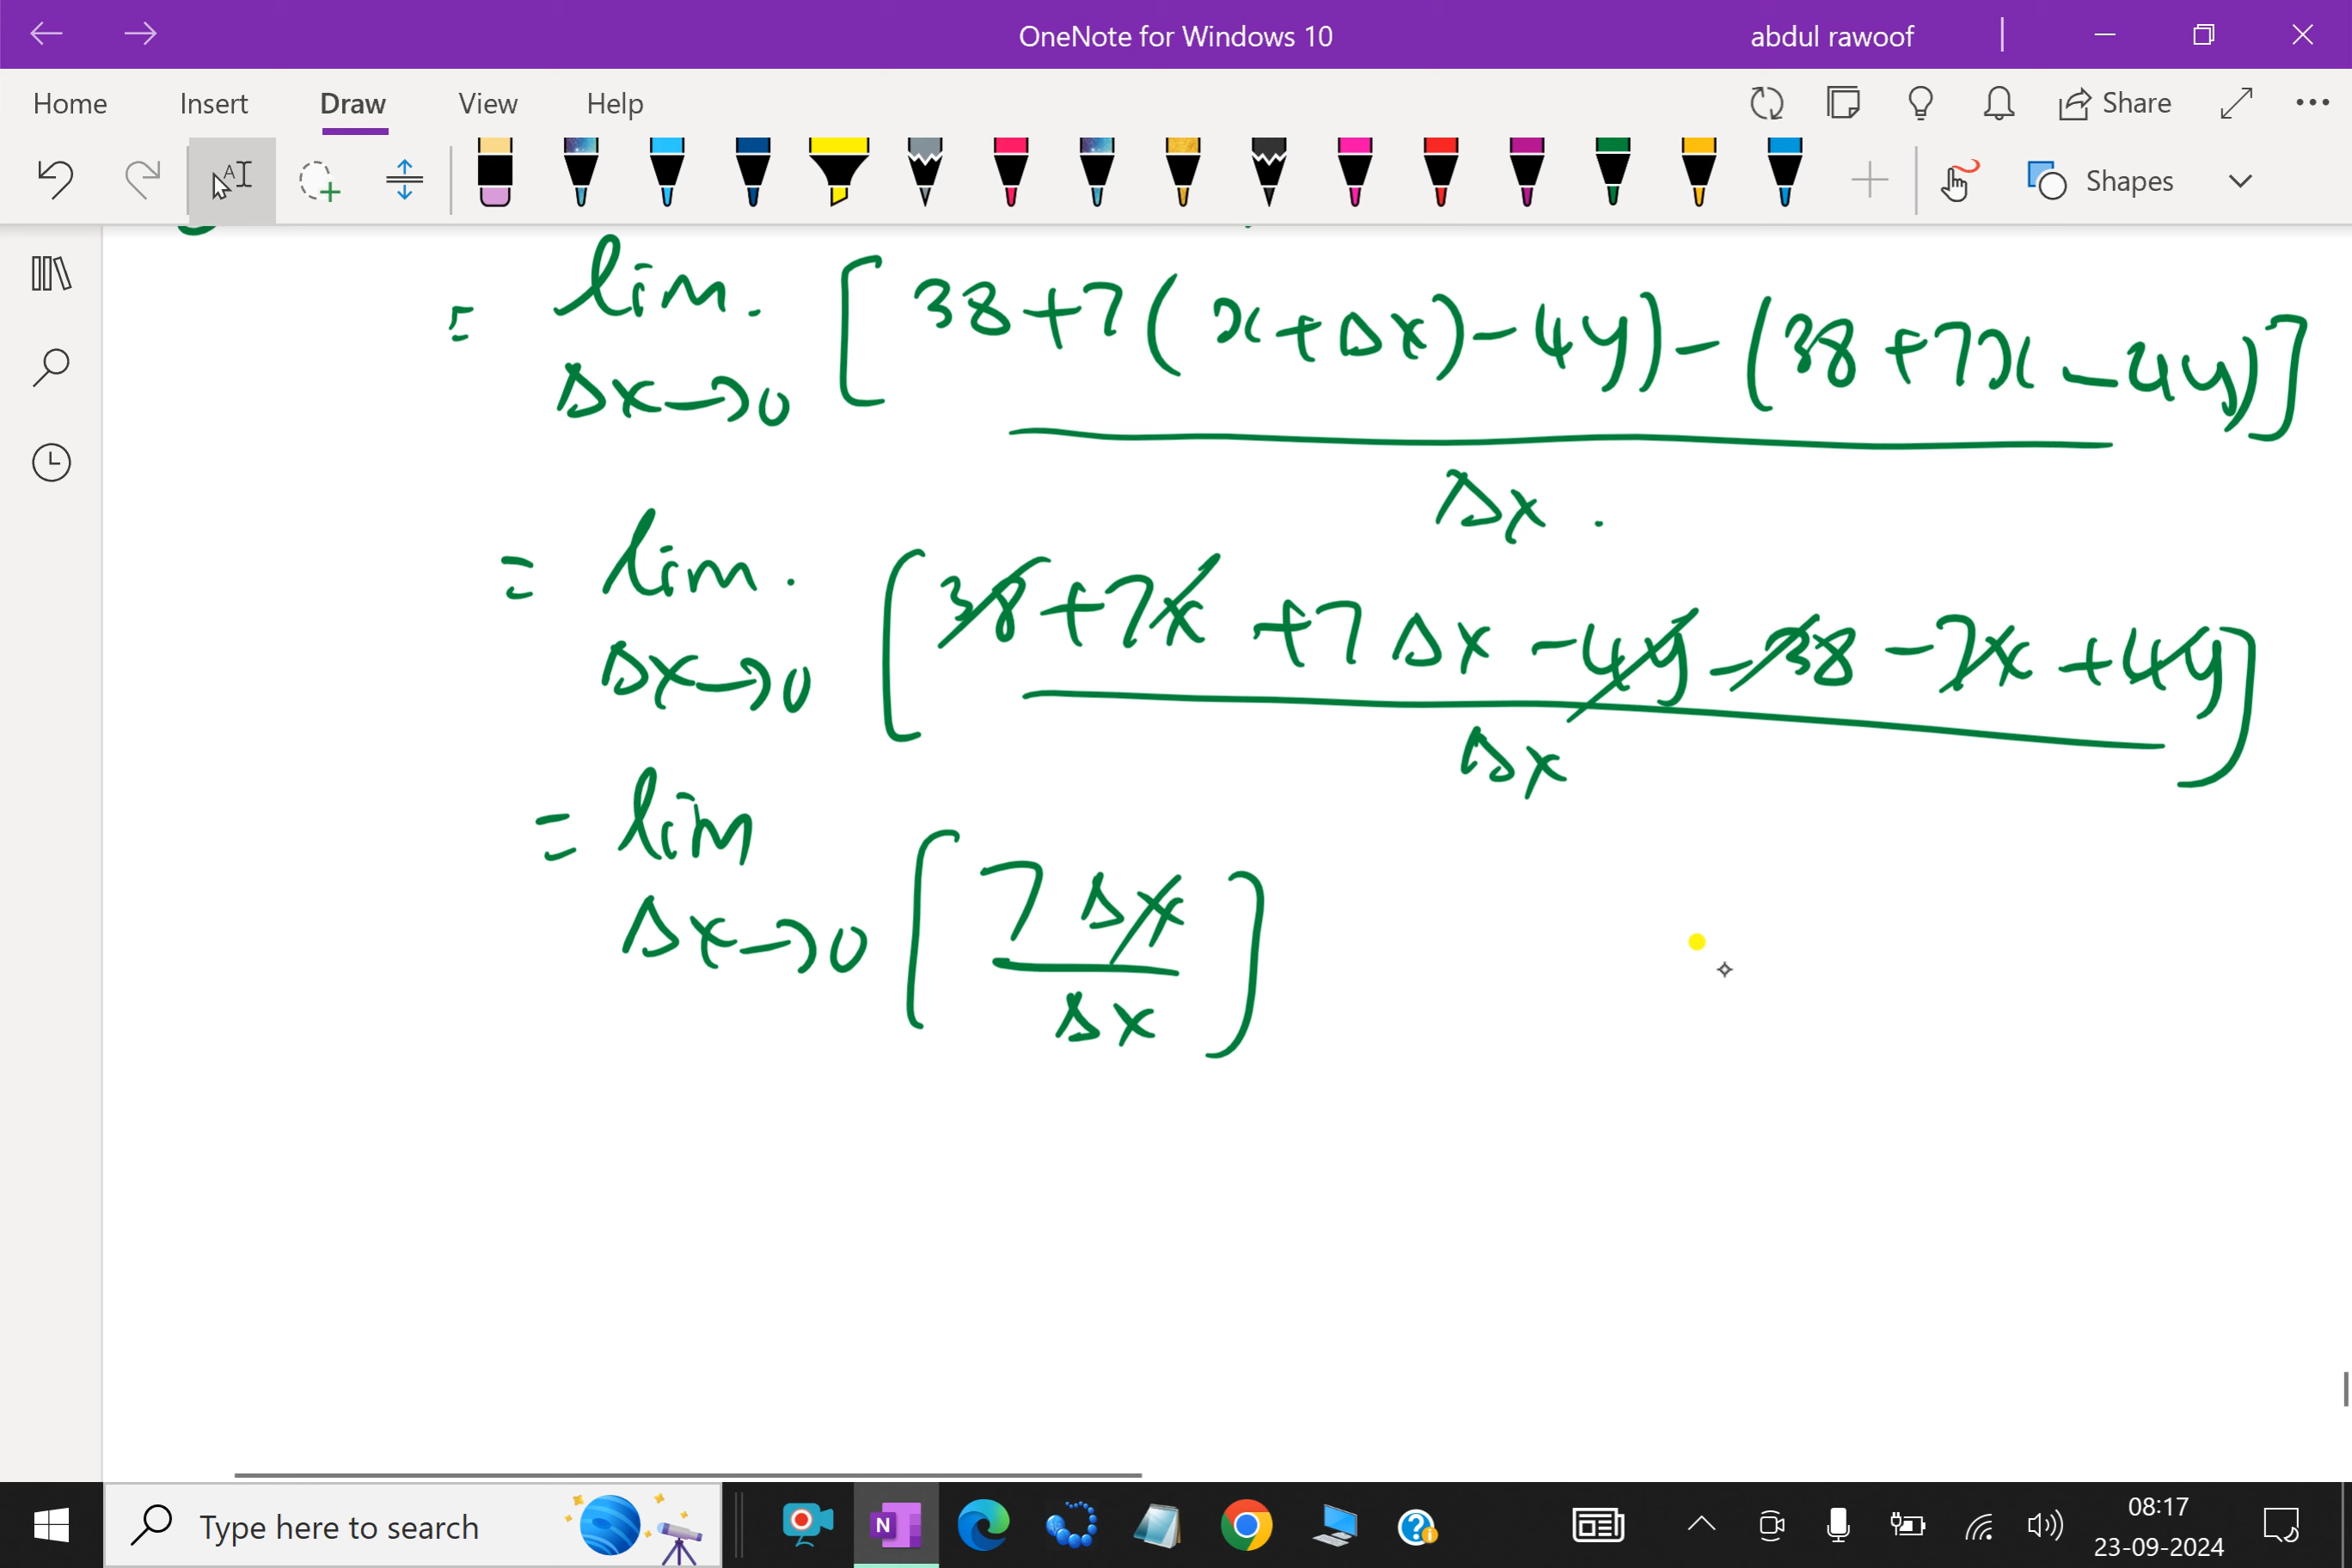 OneNote for Windows 10
abdul rawoof
Home Insert Draw View Help
Share
Shapes
= lim. [38+7(x+Δx)-4y)-(38+7x-4y)]
Δx→0
Δx.
= lim. [38+7x+7Δx-4y-38-7x+4y]
Δx→0
Δx
= lim
Δx→0 [7Δx]
Δx
Type here to search
08:17
23-09-2024